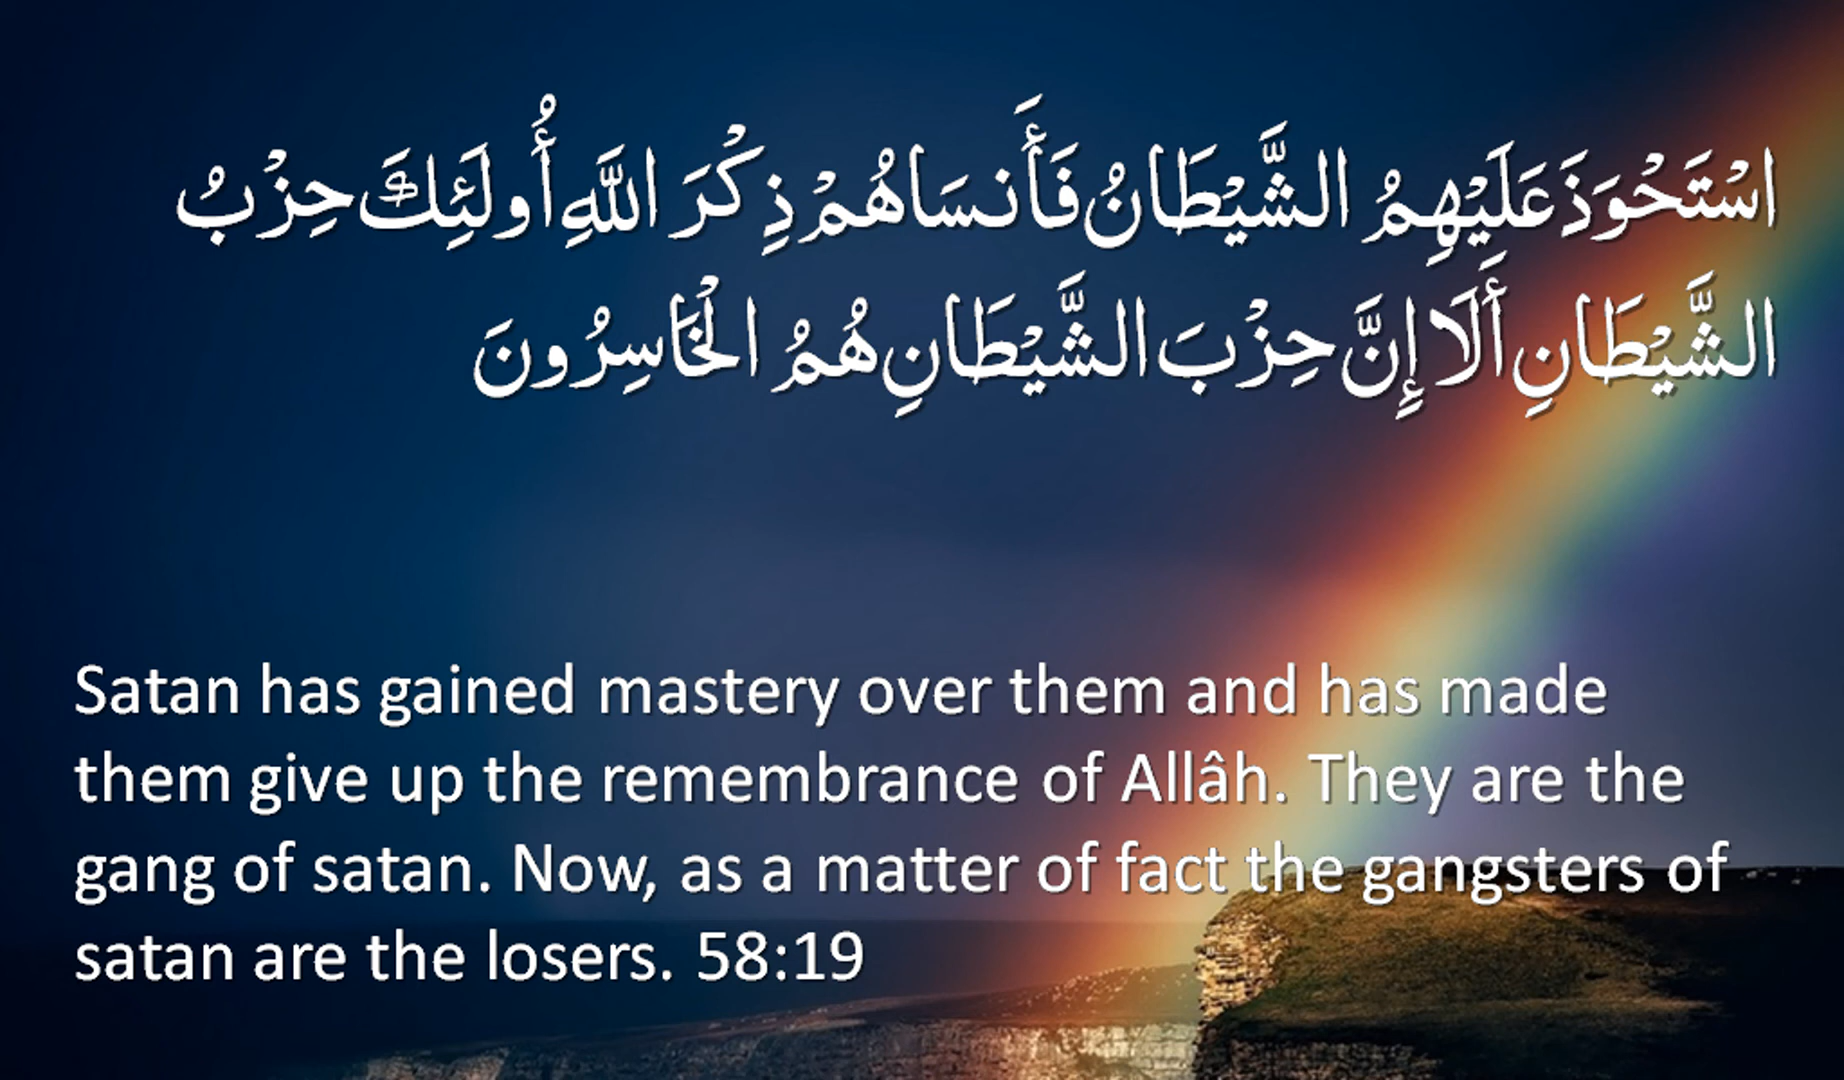 اسْتَحْوَذَ عَلَيْهِمُ الشَّيْطَانُ فَأَنسَاهُمْ ذِكْرَ اللَّهِ أُولَئِكَ حِزْبُ
الشَّيْطَانِ أَلَا إِنَّ حِزْبَ الشَّيْطَانِ هُمُ الْخَاسِرُونَ
Satan has gained mastery over them and has made
them give up the remembrance of Allâh. They are the
gang of satan. Now, as a matter of fact the gangsters of
satan are the losers. 58:19